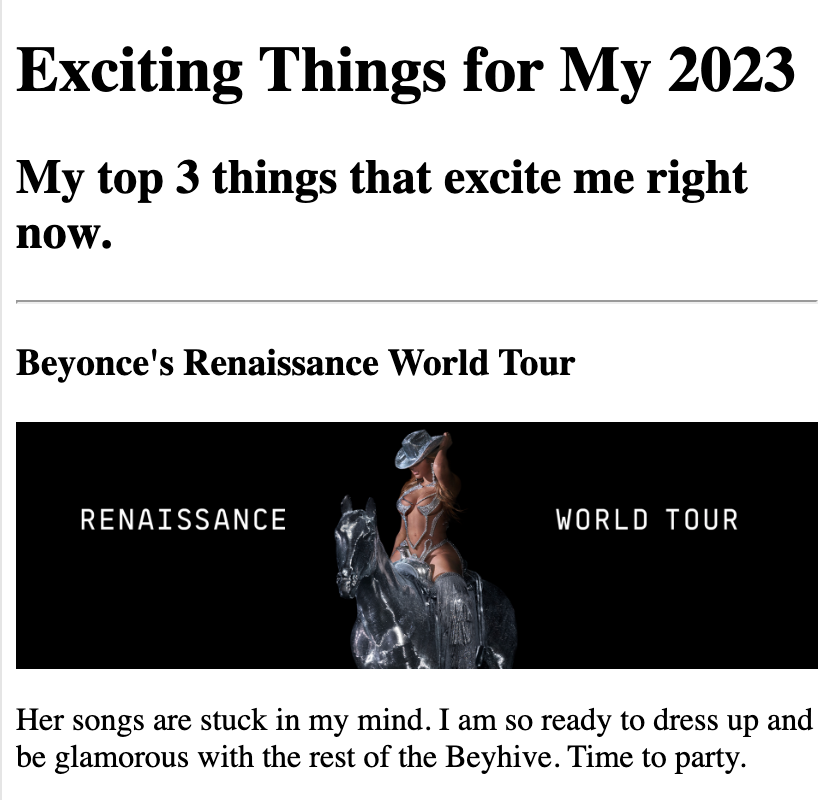 Exciting Things for My 2023
My top 3 things that excite me right
now.
Beyonce's Renaissance World Tour
RENAISSANCE WORLD TOUR
Her songs are stuck in my mind. I am so ready to dress up and
be glamorous with the rest of the Beyhive. Time to party.